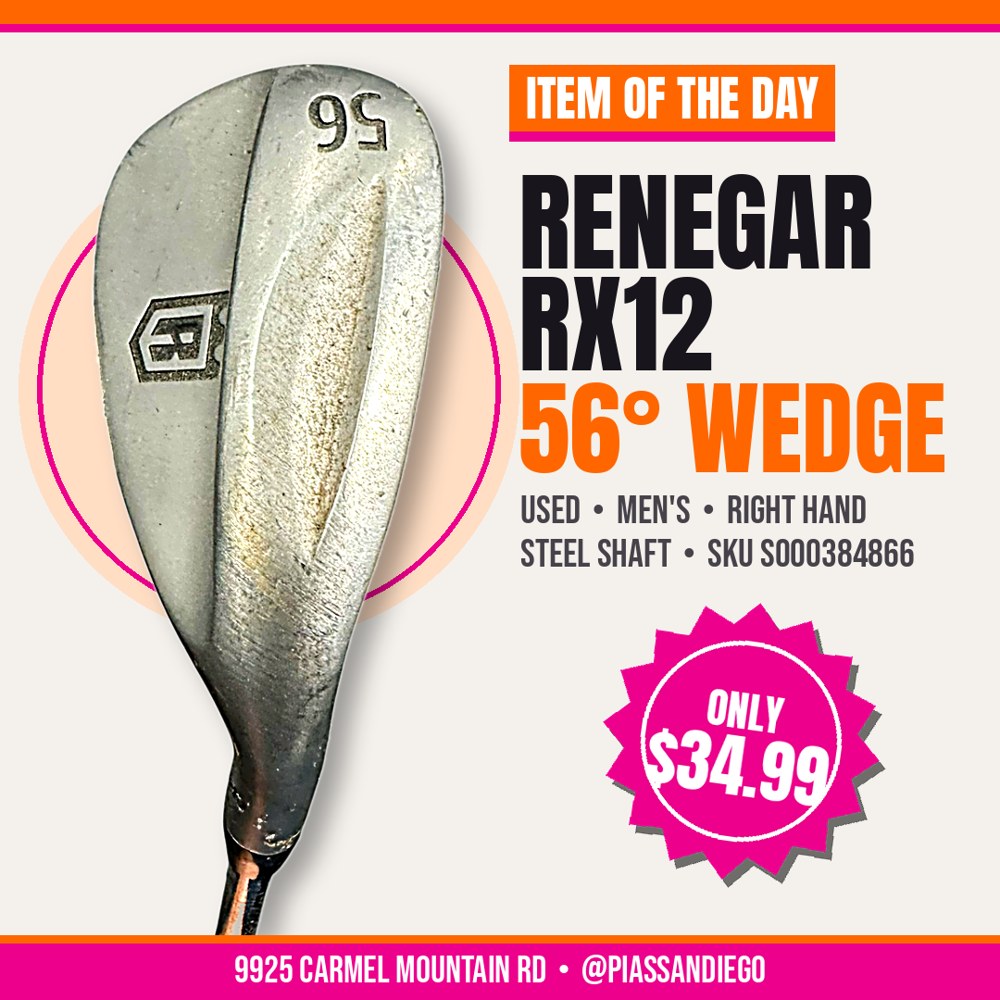 56
R
ITEM OF THE DAY
RENEGAR
RX12
56° WEDGE
USED • MEN'S • RIGHT HAND
STEEL SHAFT • SKU S000384866
ONLY
$34.99
9925 CARMEL MOUNTAIN RD • @PIASSANDIEGO